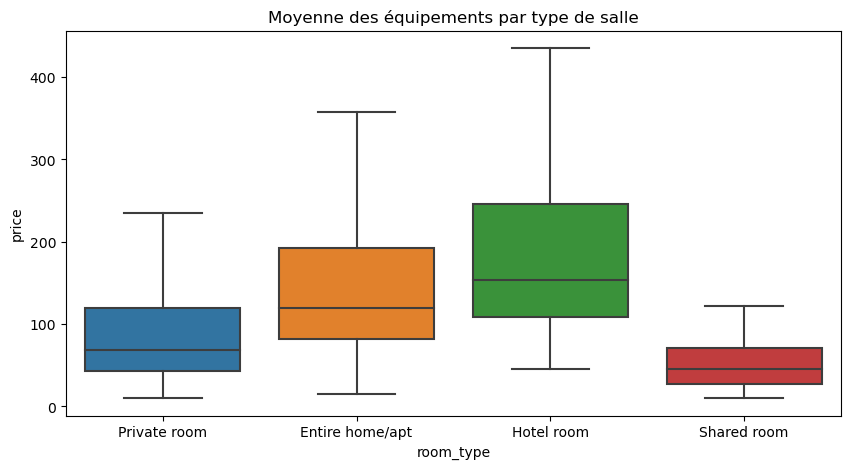 Moyenne des équipements par type de salle
price
400
300
200
100
0
Private room
Entire home/apt
Hotel room
Shared room
room_type